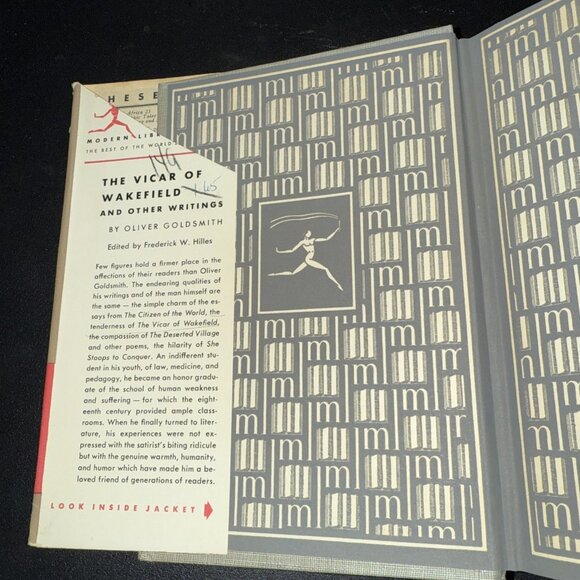 HESE
Africa 21
MODERN LIB
THE BEST OF THE WORLD'S
1/9
1.65
THE VICAR OF
WAKEFIELD
AND OTHER WRITINGS
BY OLIVER GOLDSMITH
Edited by Frederick W. Hilles
Few figures hold a firmer place in the
affections of their readers than Oliver
Goldsmith. The endearing qualities of
his writings and of the man himself are
the same — the simple charm of the es-
says from The Citizen of the World, the
tenderness of The Vicar of Wakefield,
the compassion of The Deserted Village
and other poems, the hilarity of She
Stoops to Conquer. An indifferent stu-
dent in his youth, of law, medicine, and
pedagogy, he became an honor gradu-
ate of the school of human weakness
and suffering — for which the eight-
eenth century provided ample class-
rooms. When he finally turned to liter-
ature, his experiences were not ex-
pressed with the satirist's biting ridicule
but with the genuine warmth, humanity,
and humor which have made him a be-
loved friend of generations of readers.
LOOK INSIDE JACKET